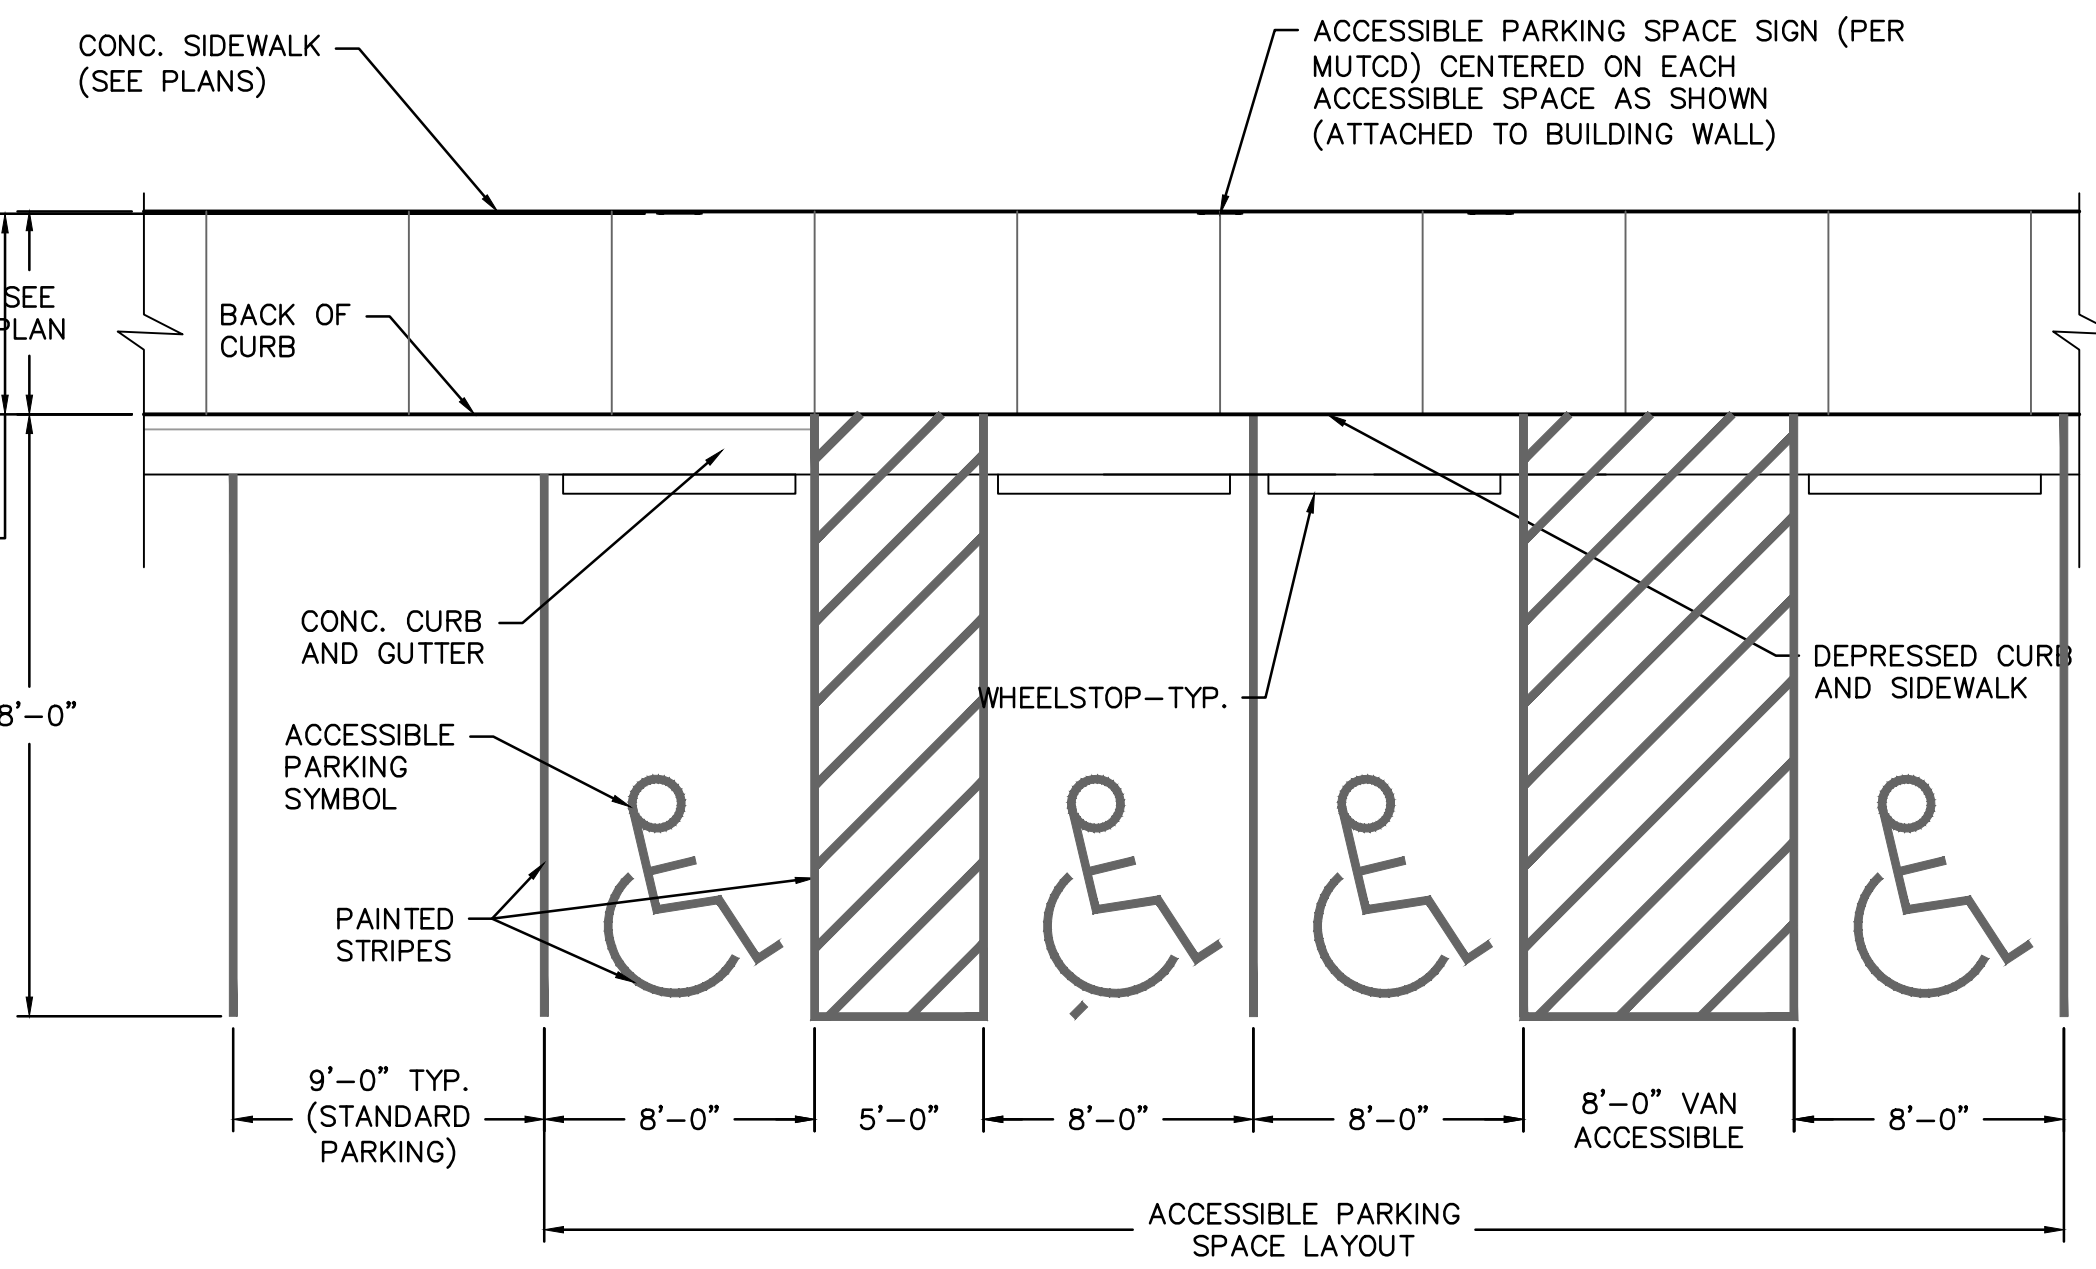 CONC. SIDEWALK
(SEE PLANS)
ACCESSIBLE PARKING SPACE SIGN (PER
MUTCD) CENTERED ON EACH
ACCESSIBLE SPACE AS SHOWN
(ATTACHED TO BUILDING WALL)
SEE
PLAN
BACK OF
CURB
CONC. CURB
AND GUTTER
DEPRESSED CURB
AND SIDEWALK
WHEELSTOP-TYP.
8'-0"
ACCESSIBLE
PARKING
SYMBOL
PAINTED
STRIPES
9'-0" TYP.
(STANDARD
PARKING)
8'-0"
5'-0"
8'-0"
8'-0"
8'-0" VAN
ACCESSIBLE
8'-0"
ACCESSIBLE PARKING
SPACE LAYOUT